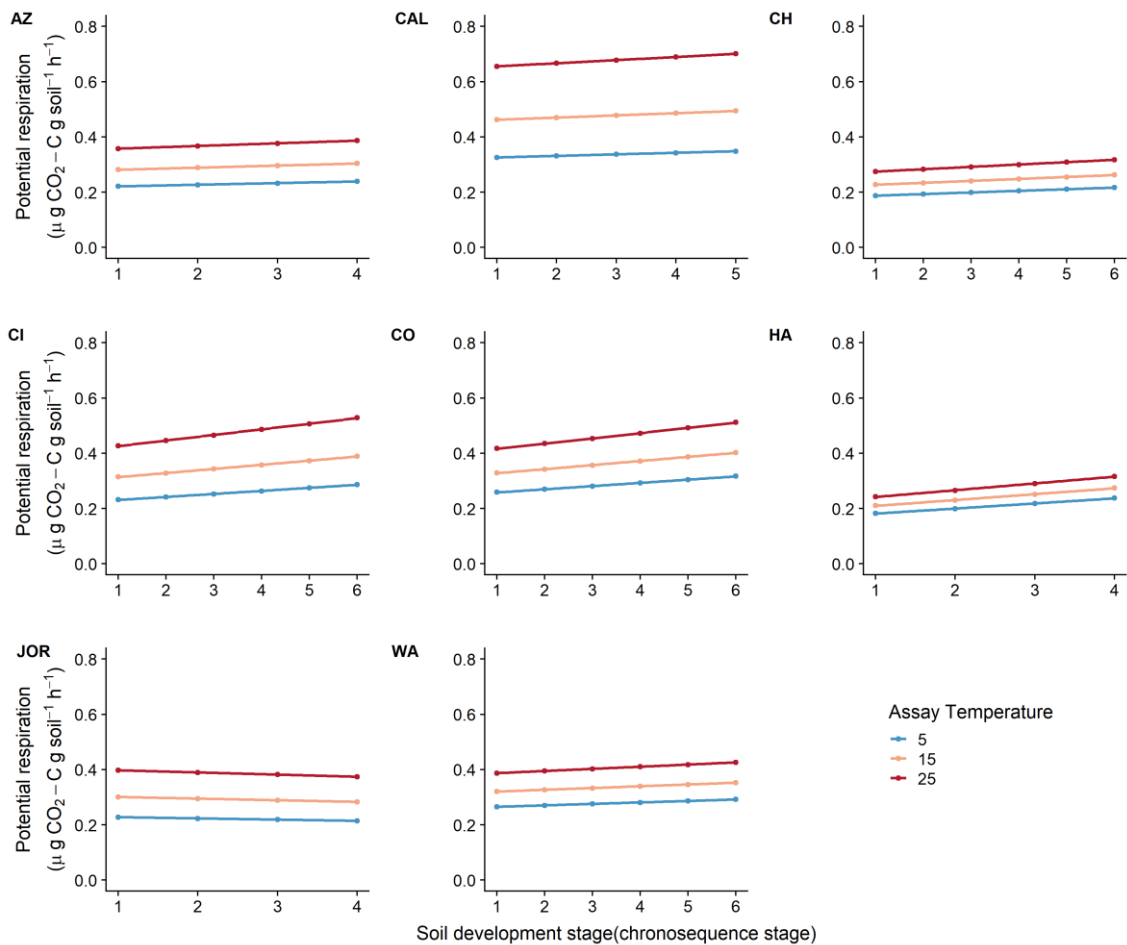 AZ
Potential respiration
(μ g CO₂ – C g soil⁻¹ h⁻¹)
0.8
0.6
0.4
0.2
0.0
1 2 3 4
CAL
0.8
0.6
0.4
0.2
0.0
1 2 3 4 5
CH
0.8
0.6
0.4
0.2
0.0
1 2 3 4 5 6
CI
Potential respiration
(μ g CO₂ – C g soil⁻¹ h⁻¹)
0.8
0.6
0.4
0.2
0.0
1 2 3 4 5 6
CO
0.8
0.6
0.4
0.2
0.0
1 2 3 4 5 6
HA
0.8
0.6
0.4
0.2
0.0
1 2 3 4
JOR
Potential respiration
(μ g CO₂ – C g soil⁻¹ h⁻¹)
0.8
0.6
0.4
0.2
0.0
1 2 3 4
WA
0.8
0.6
0.4
0.2
0.0
1 2 3 4 5 6
Assay Temperature
5
15
25
Soil development stage(chronosequence stage)